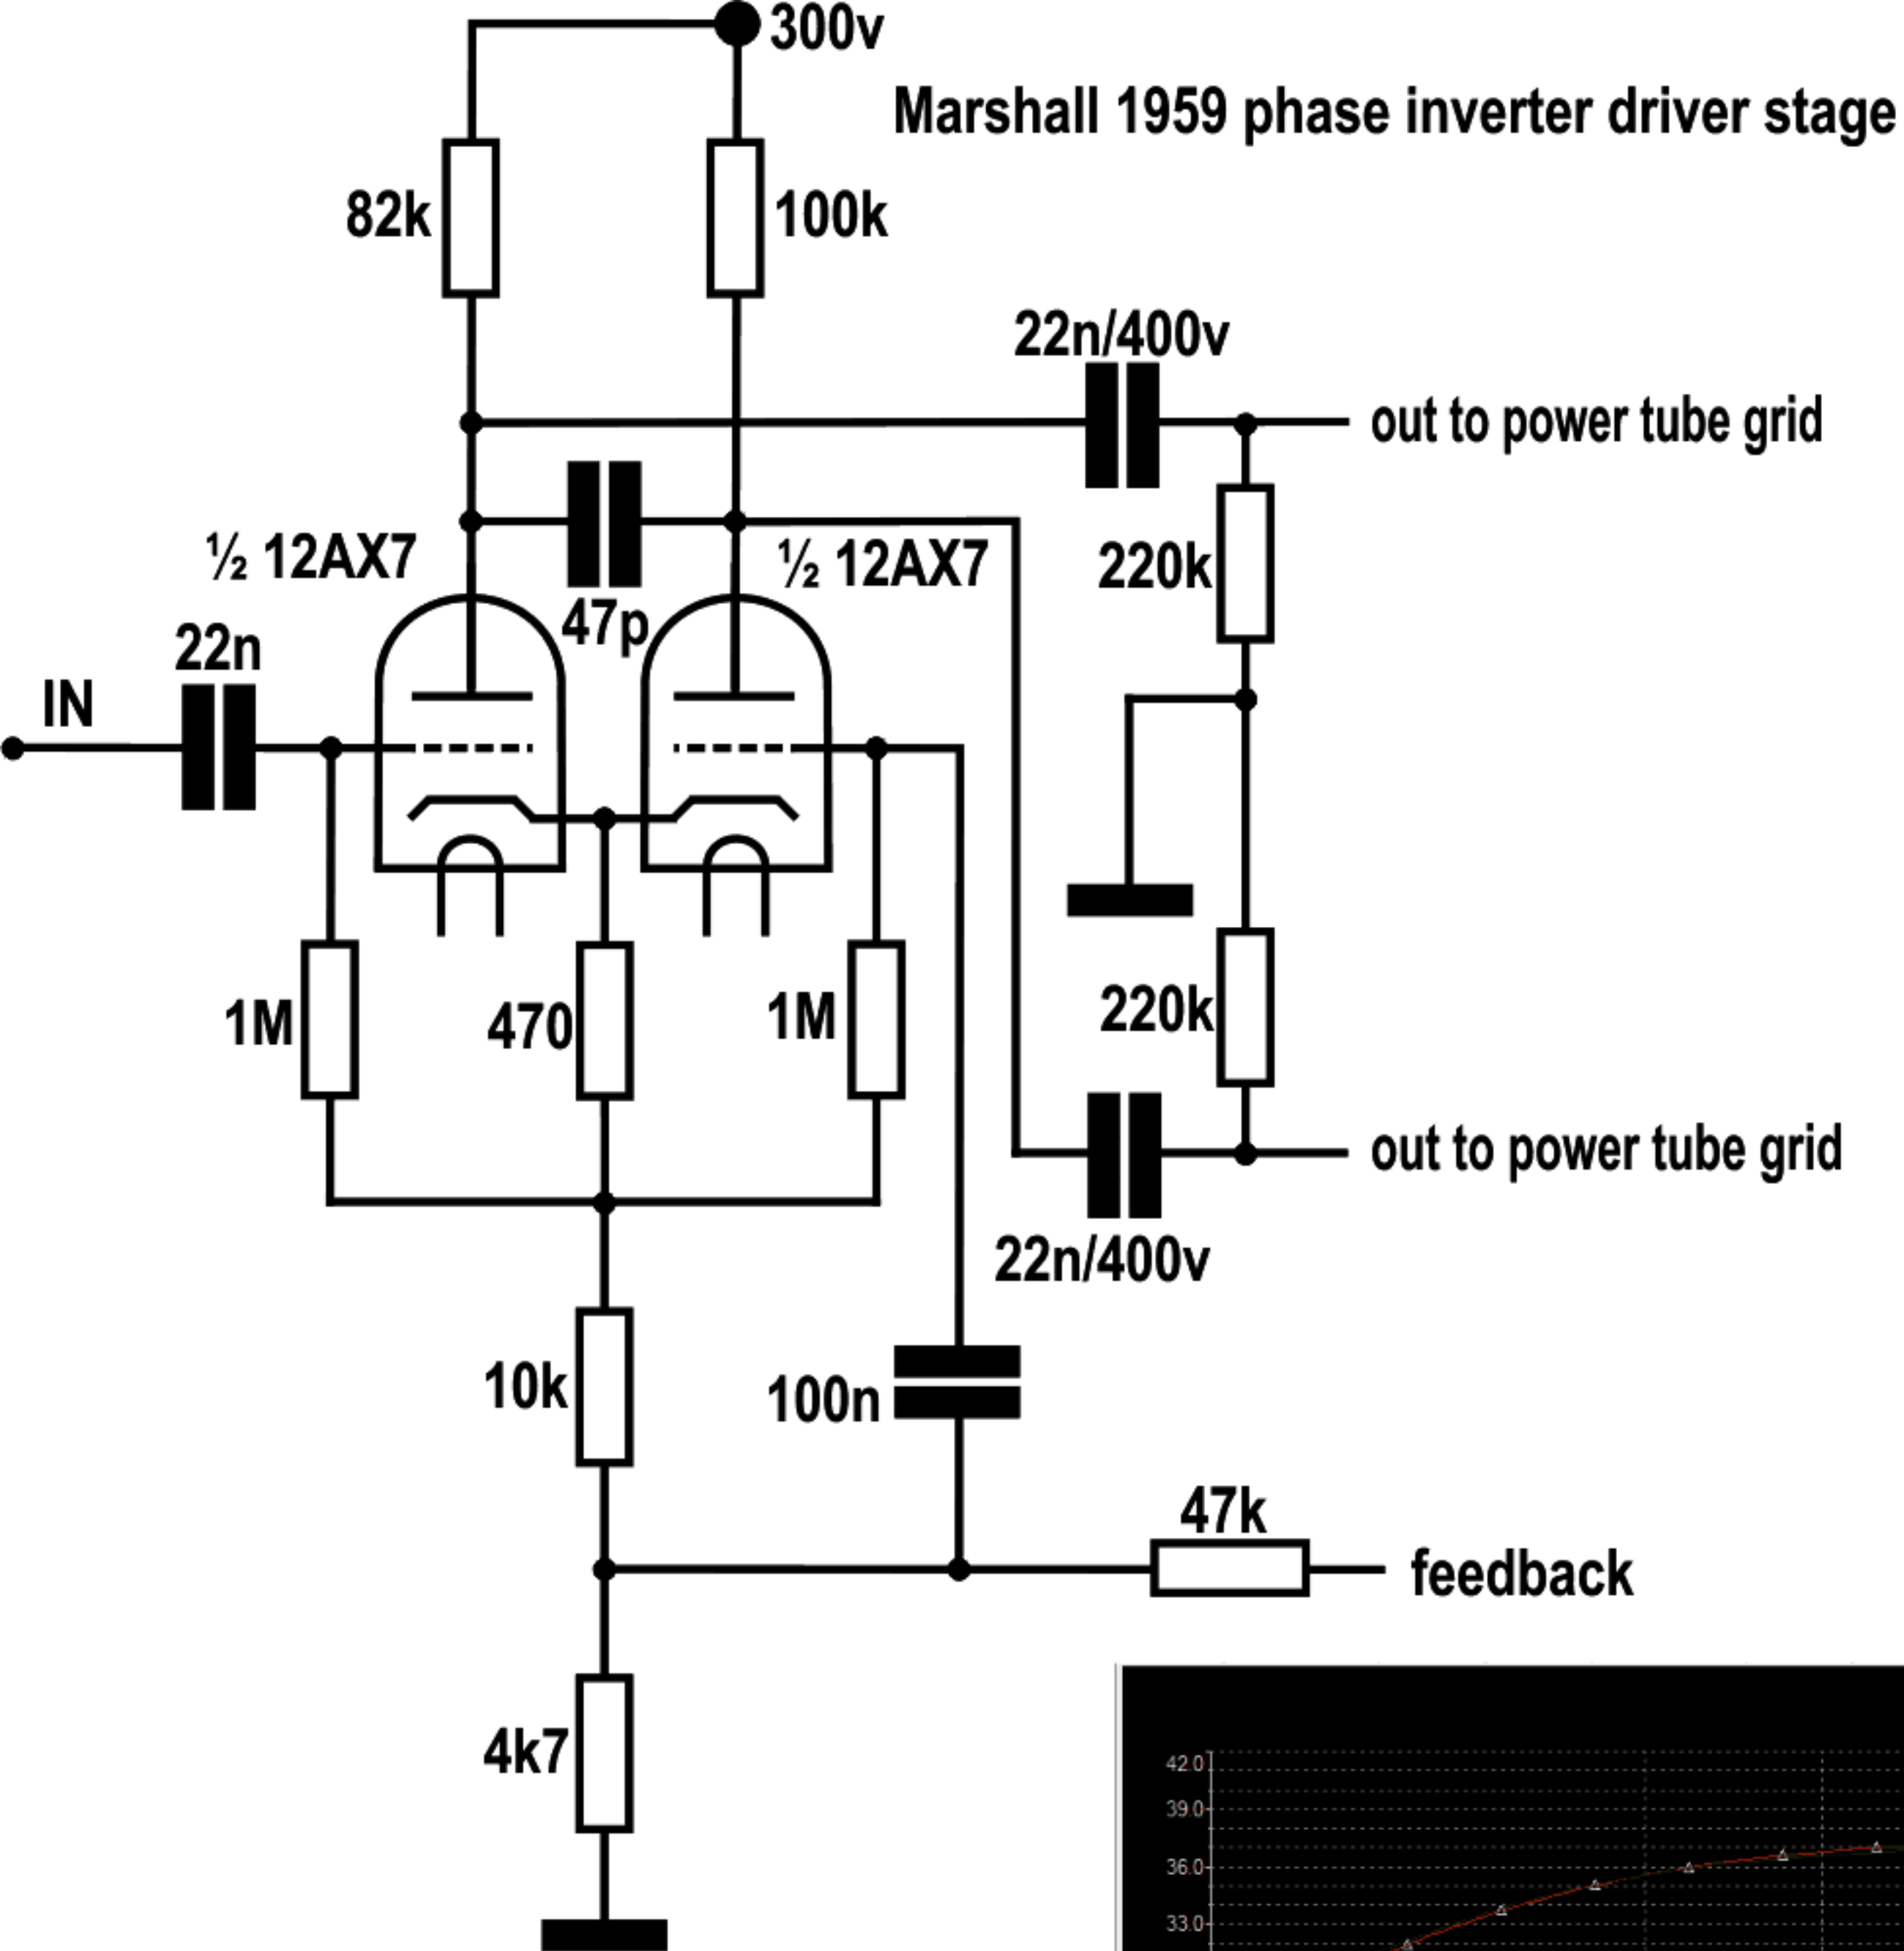 300v
Marshall 1959 phase inverter driver stage
82k
100k
22n/400v
out to power tube grid
½ 12AX7
½ 12AX7
220k
47p
22n
IN
1M
470
1M
220k
out to power tube grid
22n/400v
10k
100n
47k
feedback
4k7
42.0
39.0
36.0
33.0